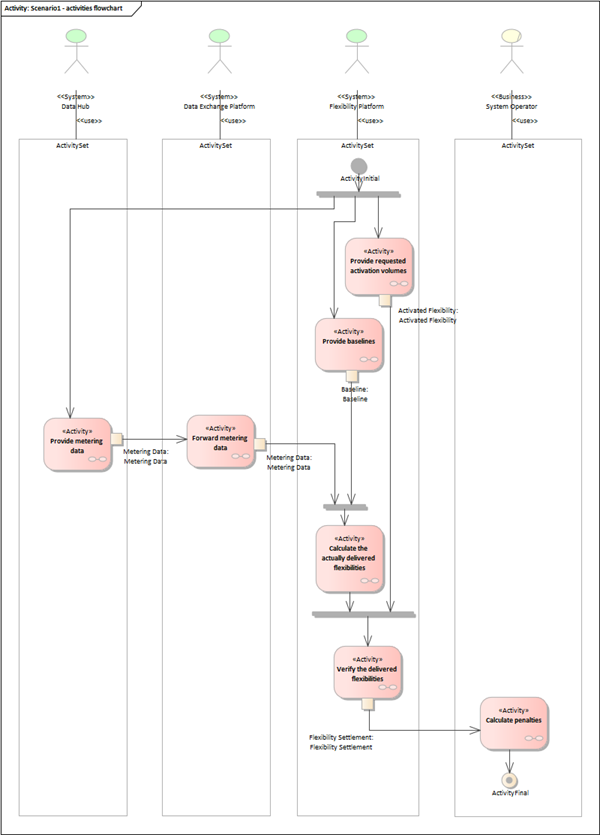 Activity: Scenario1 - activities flowchart
<<System>>
Data Hub
<<use>>
<<System>>
Data Exchange Platform
<<use>>
<<System>>
Flexibility Platform
<<use>>
<<Business>>
System Operator
<<use>>
ActivitySet
ActivitySet
ActivitySet
ActivitySet
ActivityInitial
«Activity»
Provide requested
activation volumes
Activated Flexibility:
Activated Flexibility
«Activity»
Provide baselines
Baseline:
Baseline
«Activity»
Provide metering
data
Metering Data:
Metering Data
«Activity»
Forward metering
data
Metering Data:
Metering Data
«Activity»
Calculate the
actually delivered
flexibilities
«Activity»
Verify the delivered
flexibilities
Flexibility Settlement:
Flexibility Settlement
«Activity»
Calculate penalties
ActivityFinal